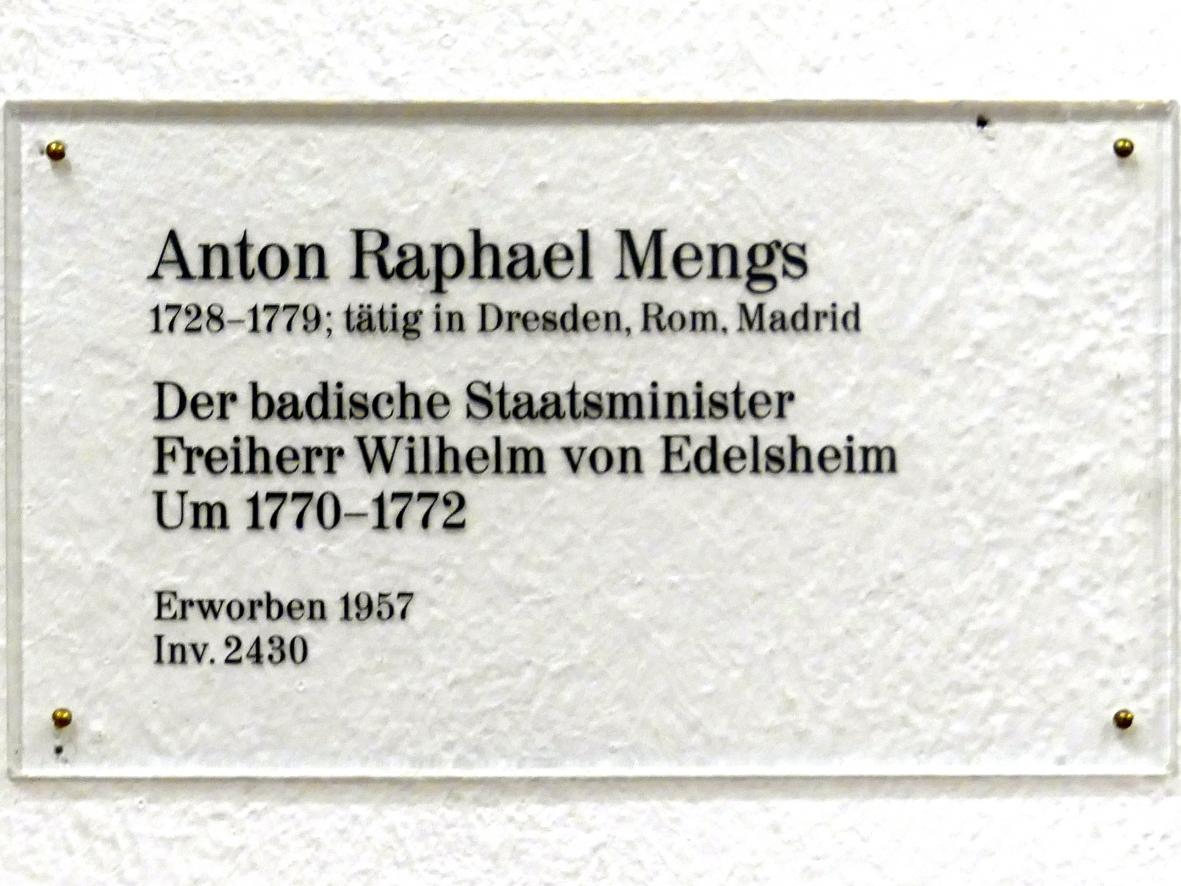 Anton Raphael Mengs
1728–1779; tätig in Dresden, Rom, Madrid
Der badische Staatsminister
Freiherr Wilhelm von Edelsheim
Um 1770–1772
Erworben 1957
Inv. 2430